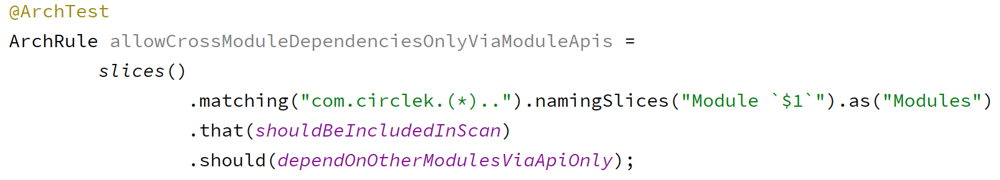 @ArchTest
ArchRule allowCrossModuleDependenciesOnlyViaModuleApis =
slices()
.matching("com.circlek.(*)..").namingSlices("Module `$1`").as("Modules")
.that(shouldBeIncludedInScan)
.should(dependOnOtherModulesViaApiOnly);